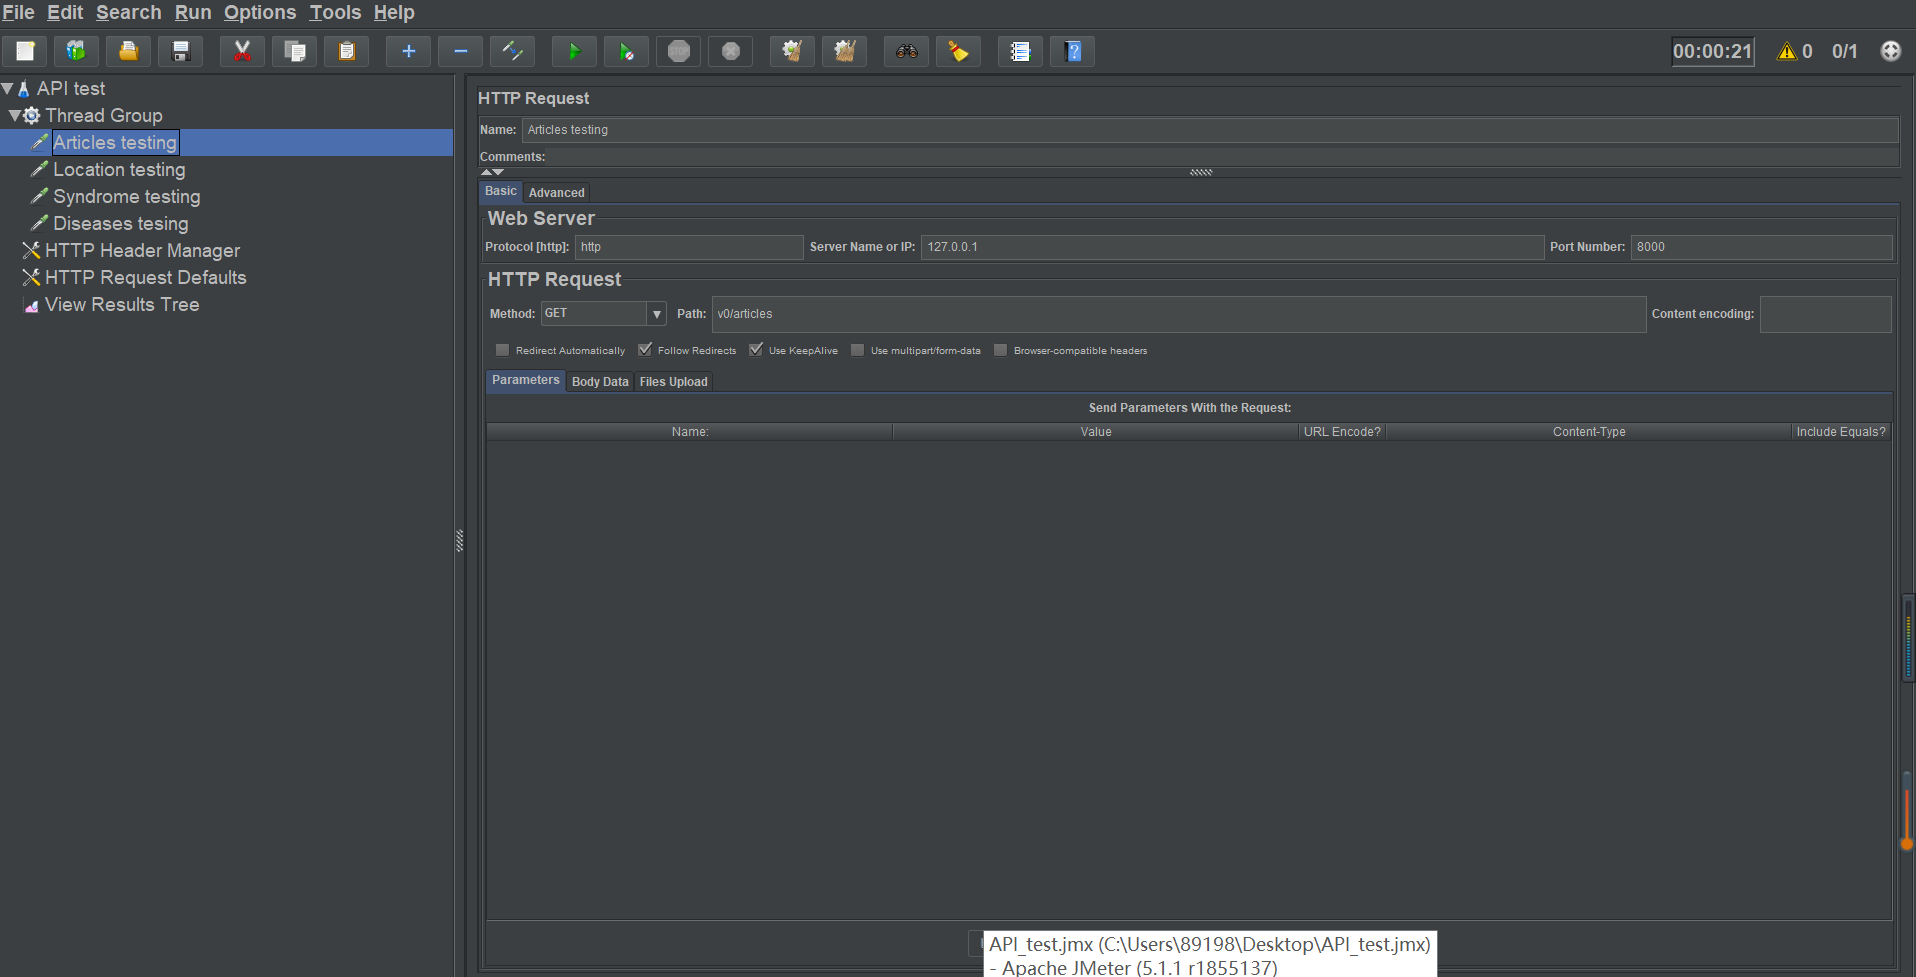 File Edit Search Run Options Tools Help
STOP
00:00:21 0 0/1
API test
Thread Group
Articles testing
Location testing
Syndrome testing
Diseases tesing
HTTP Header Manager
HTTP Request Defaults
View Results Tree
HTTP Request
Name: Articles testing
Comments:
Basic Advanced
Web Server
Protocol [http]: http Server Name or IP: 127.0.0.1 Port Number: 8000
HTTP Request
Method: GET Path: v0/articles Content encoding:
Redirect Automatically Follow Redirects Use KeepAlive Use multipart/form-data Browser-compatible headers
Parameters Body Data Files Upload
Send Parameters With the Request:
Name: Value URL Encode? Content-Type Include Equals?
API_test.jmx (C:\Users\89198\Desktop\API_test.jmx)
- Apache JMeter (5.1.1 r1855137)